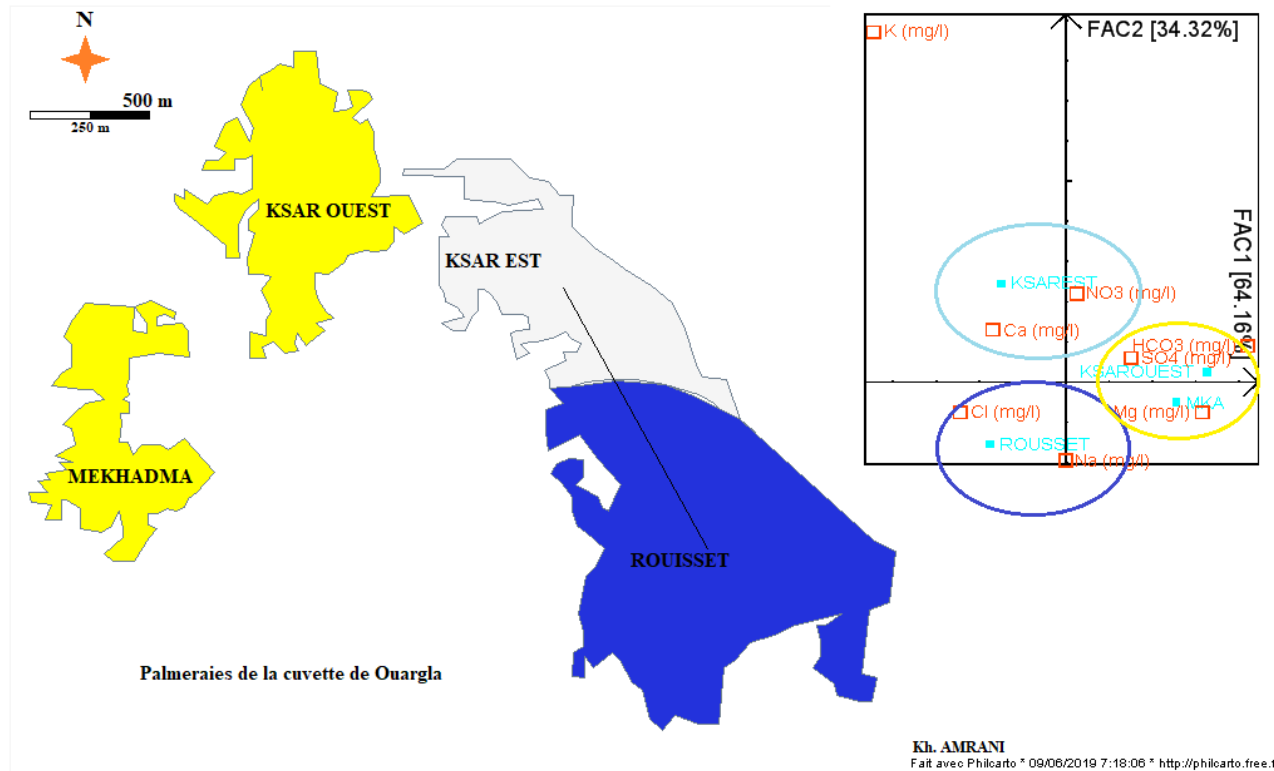 N
500 m
250 m
KSAR OUEST
KSAR EST
MEKHADMA
ROUISSET
Palmeraies de la cuvette de Ouargla
K (mg/l)
FAC2 [34.32%]
FAC1 [64.16%]
KSAREST
NO3 (mg/l)
Ca (mg/l)
HCO3 (mg/l)
SO4 (mg/l)
KSAROUEST
MKA
Cl (mg/l)
Mg (mg/l)
ROUSSET
Na (mg/l)
Kh. AMRANI
Fait avec Philcarto * 09/06/2019 7:18:06 * http://philcarto.free.f